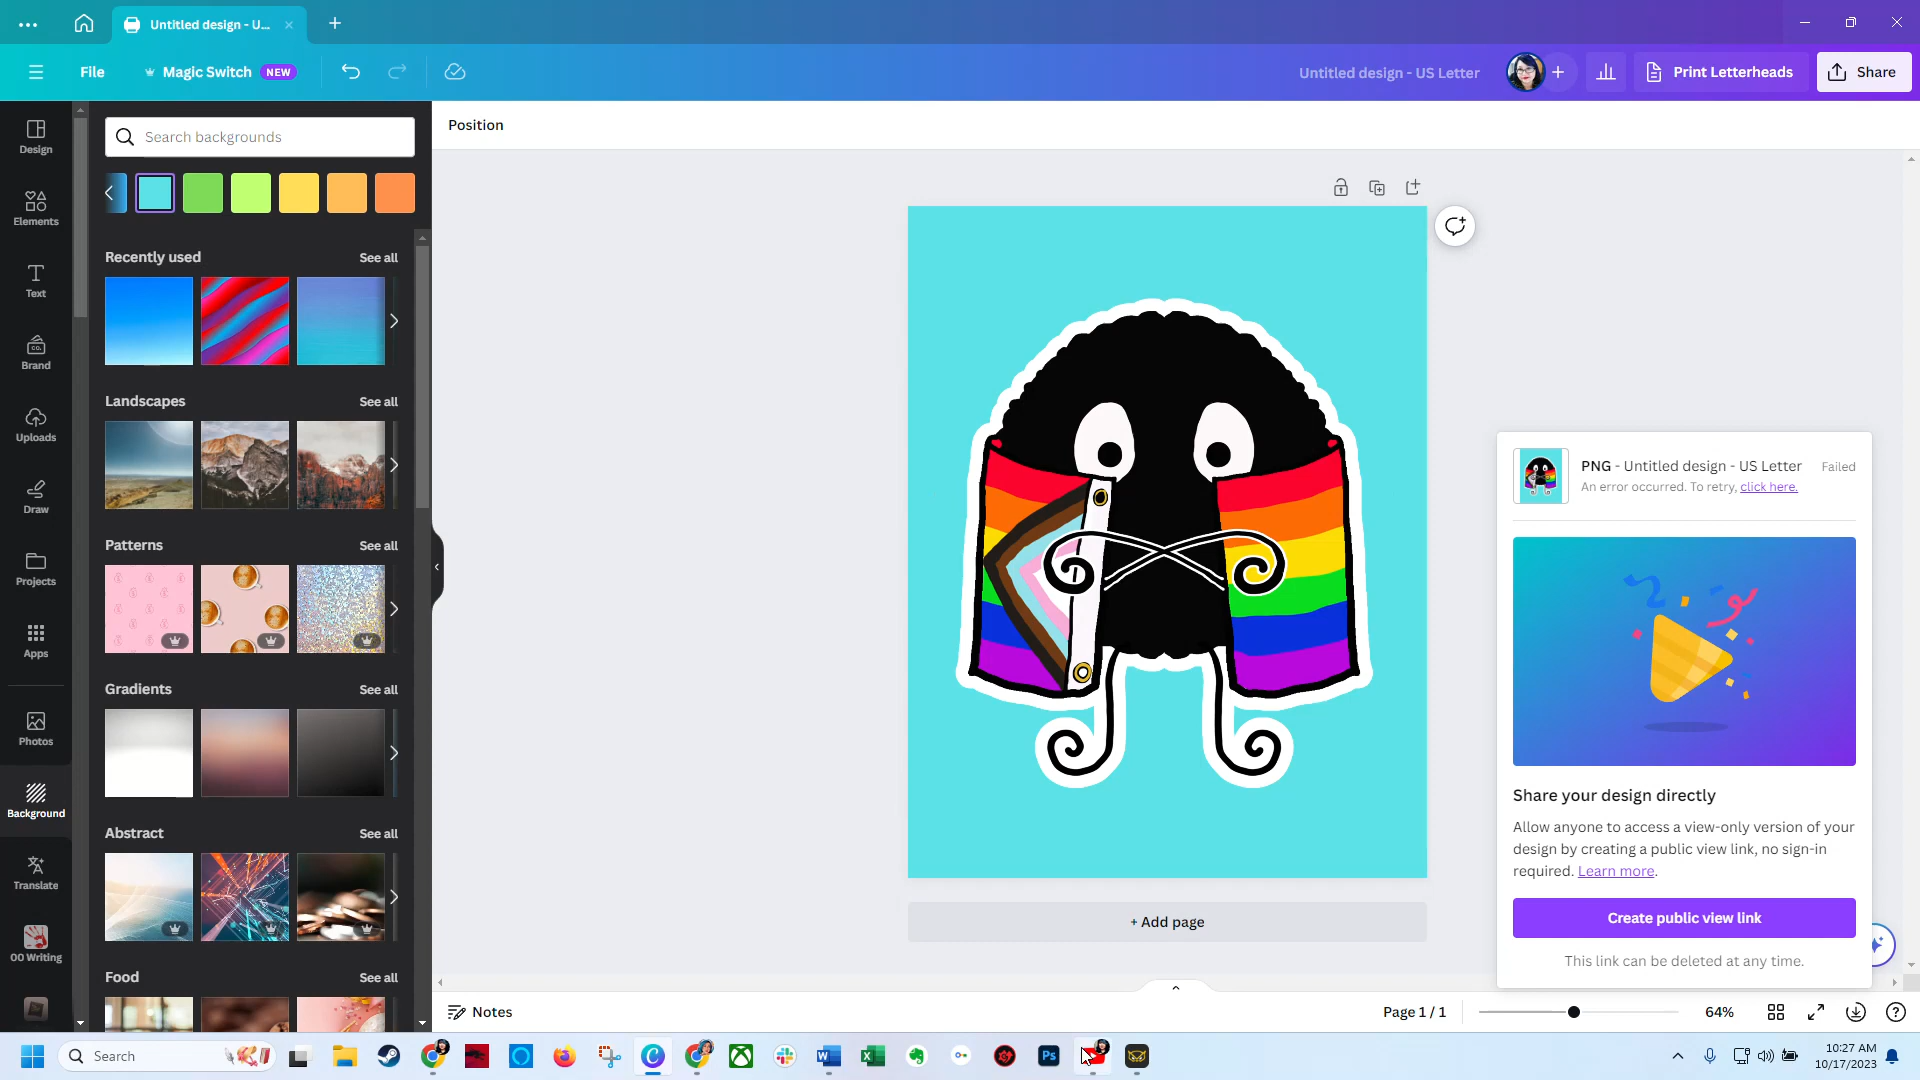 Untitled design - U...
File
Magic Switch NEW
Untitled design - US Letter
Print Letterheads
Share
Design
Elements
Text
Brand
CO.
Uploads
Draw
Projects
Apps
Photos
Background
Translate
OO Writing
Search backgrounds
Recently used See all
Landscapes See all
Patterns See all
Gradients See all
Abstract See all
Food See all
Position
+ Add page
PNG - Untitled design - US Letter Failed
An error occurred. To retry, click here.
Share your design directly
Allow anyone to access a view-only version of your
design by creating a public view link, no sign-in
required. Learn more.
Create public view link
This link can be deleted at any time.
Notes
Page 1 / 1
64%
Search
Ps
10:27 AM
10/17/2023